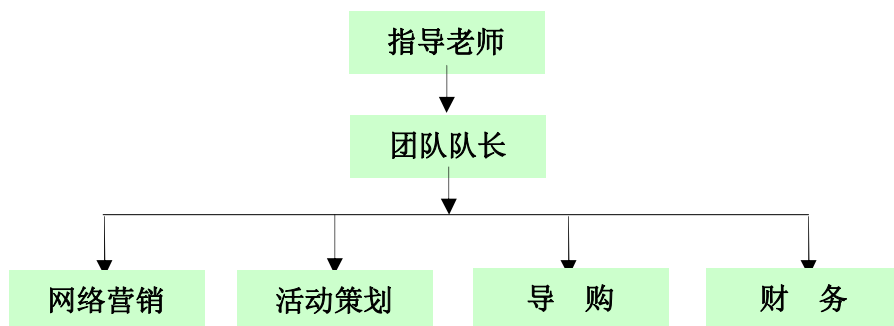 指导老师
团队队长
网络营销
活动策划
导 购
财 务